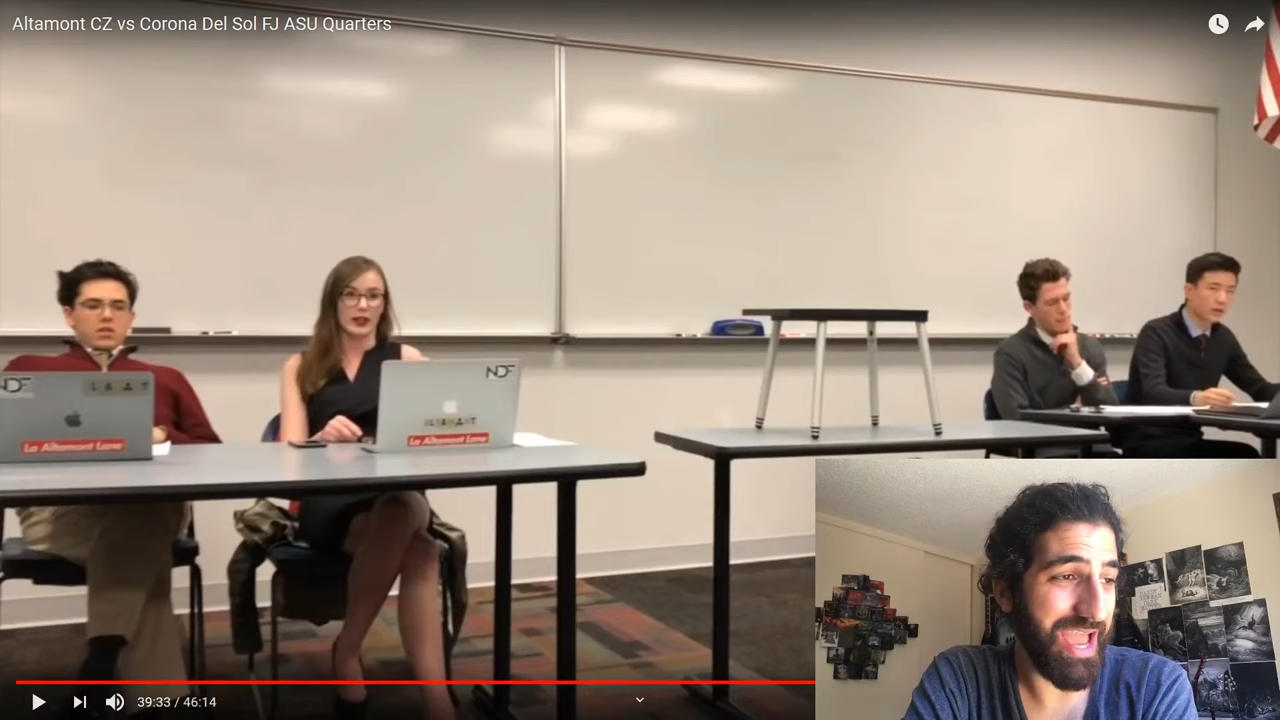 Altamont CZ vs Corona Del Sol FJ ASU Quarters
NDF
NDF
ALTAMONT
La Altamont Lane
La Altamont Lane
39:33 / 46:14